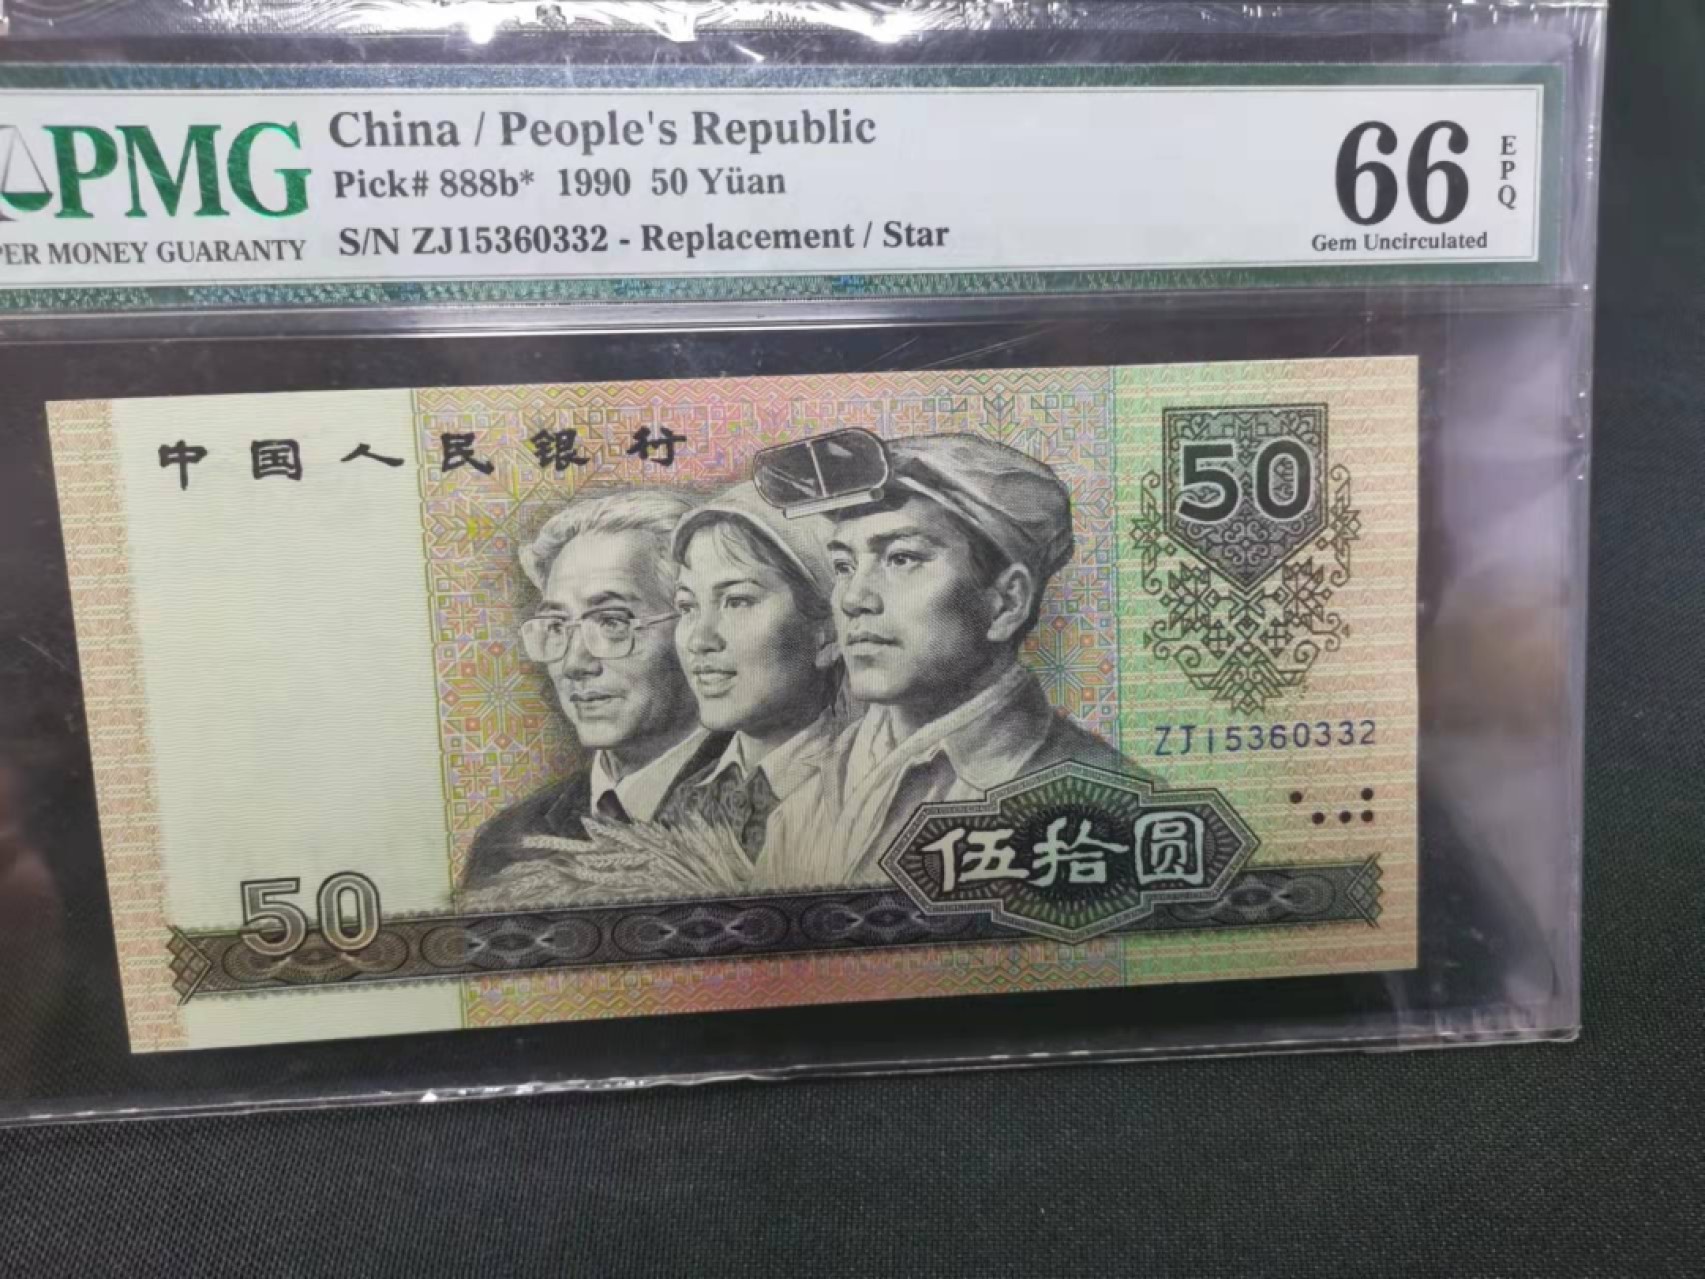 China / People's Republic
PMG
Pick# 888b* 1990 50 Yüan
S/N ZJ15360332 - Replacement / Star
PER MONEY GUARANTY
66
EPQ
Gem Uncirculated
中国人民银行
50
ZJ15360332
伍拾圆
50